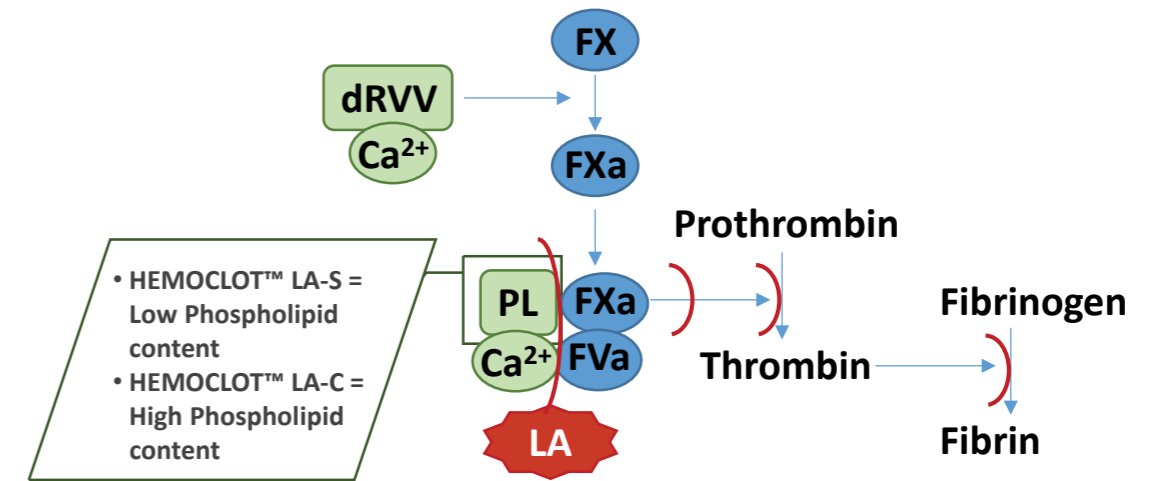 FX
dRVV
Ca²⁺
FXa
Prothrombin
• HEMOCLOT™ LA-S =
Low Phospholipid
content
• HEMOCLOT™ LA-C =
High Phospholipid
content
PL
FXa
Ca²⁺
FVa
Fibrinogen
Thrombin
LA
Fibrin